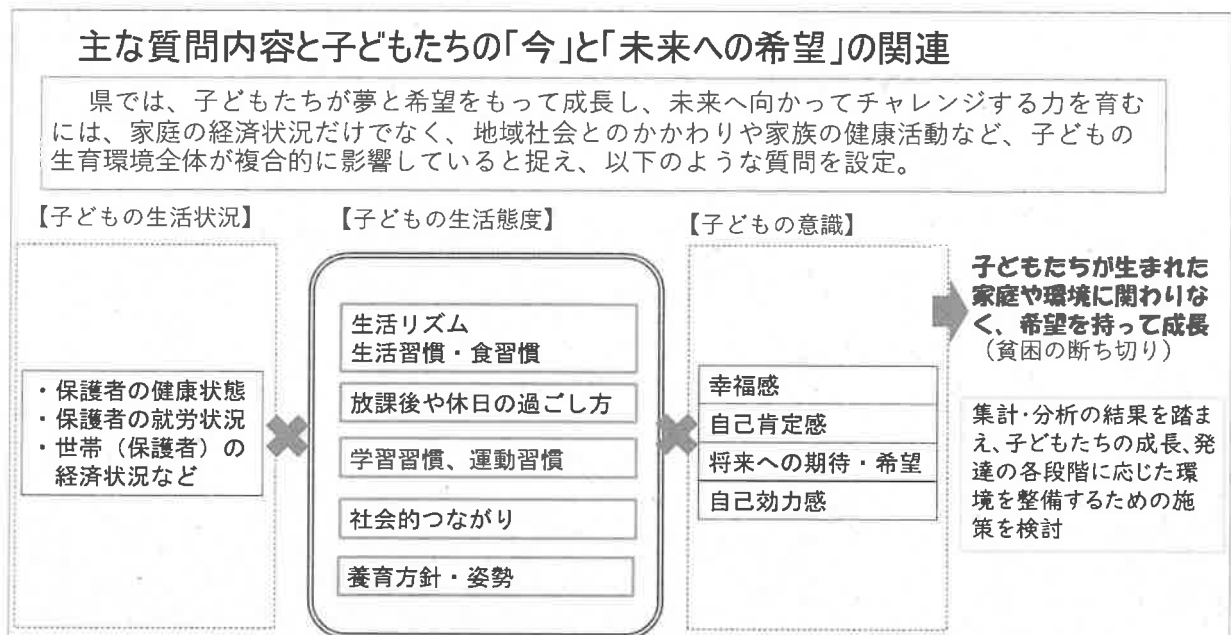 主な質問内容と子どもたちの「今」と「未来への希望」の関連
県では、子どもたちが夢と希望をもって成長し、未来へ向かってチャレンジする力を育む
には、家庭の経済状況だけでなく、地域社会とのかかわりや家族の健康活動など、子どもの
生育環境全体が複合的に影響していると捉え、以下のような質問を設定。
【子どもの生活状況】
・保護者の健康状態
・保護者の就労状況
・世帯（保護者）の
経済状況など
【子どもの生活態度】
生活リズム
生活習慣・食習慣
放課後や休日の過ごし方
学習習慣、運動習慣
社会的つながり
養育方針・姿勢
【子どもの意識】
幸福感
自己肯定感
将来への期待・希望
自己効力感
子どもたちが生まれた
家庭や環境に関わりな
く、希望を持って成長
（貧困の断ち切り）
集計・分析の結果を踏ま
え、子どもたちの成長、発
達の各段階に応じた環
境を整備するための施
策を検討